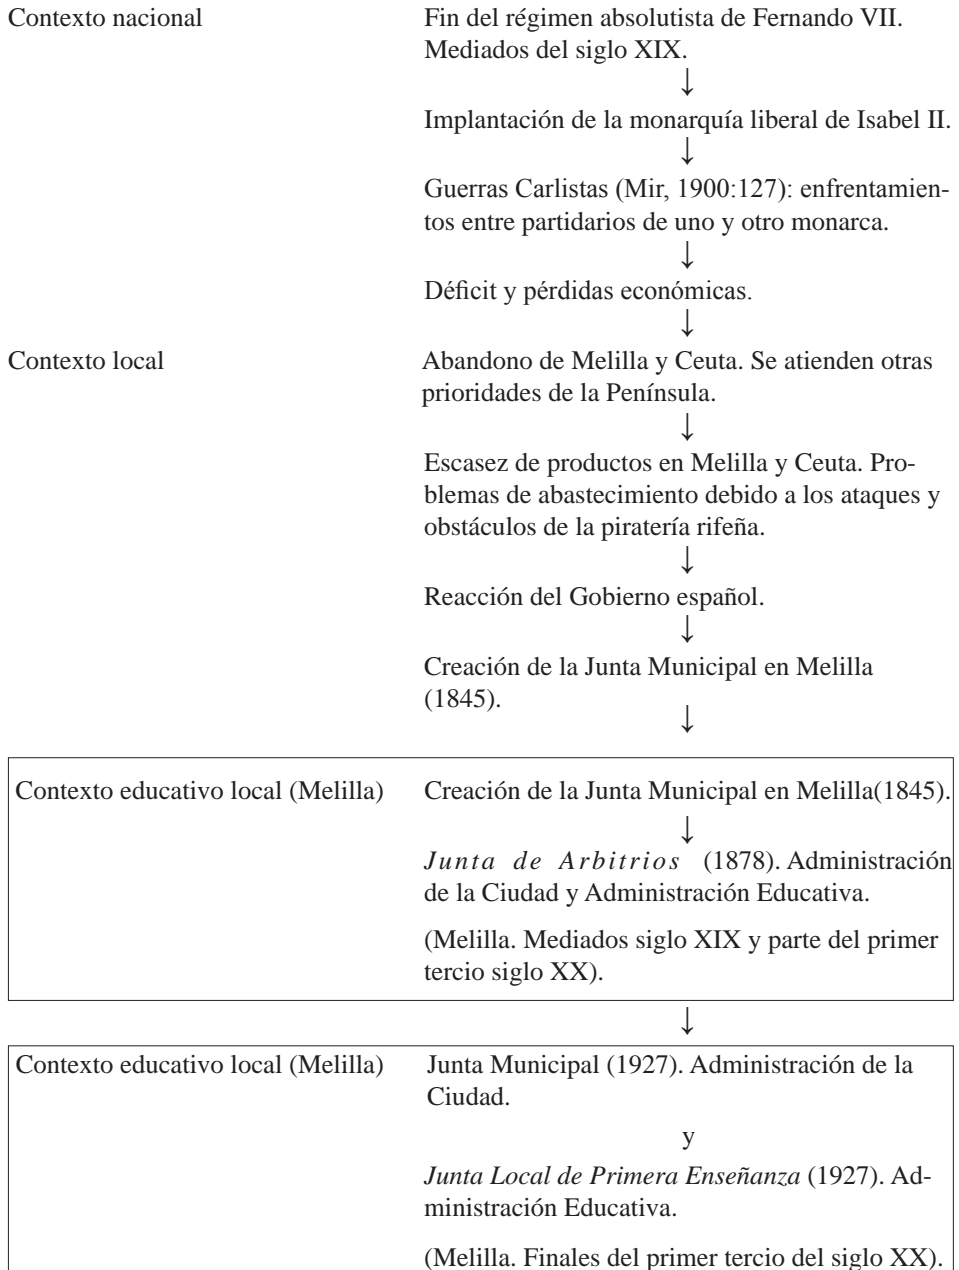 Contexto nacional
Fin del régimen absolutista de Fernando VII.
Mediados del siglo XIX.
↓
Implantación de la monarquía liberal de Isabel II.
↓
Guerras Carlistas (Mir, 1900:127): enfrentamien-
tos entre partidarios de uno y otro monarca.
↓
Déficit y pérdidas económicas.
↓
Contexto local
Abandono de Melilla y Ceuta. Se atienden otras
prioridades de la Península.
↓
Escasez de productos en Melilla y Ceuta. Pro-
blemas de abastecimiento debido a los ataques y
obstáculos de la piratería rifeña.
↓
Reacción del Gobierno español.
↓
Creación de la Junta Municipal en Melilla
(1845).
↓
Contexto educativo local (Melilla)
Creación de la Junta Municipal en Melilla(1845).
↓
Junta de Arbitrios (1878). Administración
de la Ciudad y Administración Educativa.
(Melilla. Mediados siglo XIX y parte del primer
tercio siglo XX).
↓
Contexto educativo local (Melilla)
Junta Municipal (1927). Administración de la
Ciudad.
y
Junta Local de Primera Enseñanza (1927). Ad-
ministración Educativa.
(Melilla. Finales del primer tercio del siglo XX).